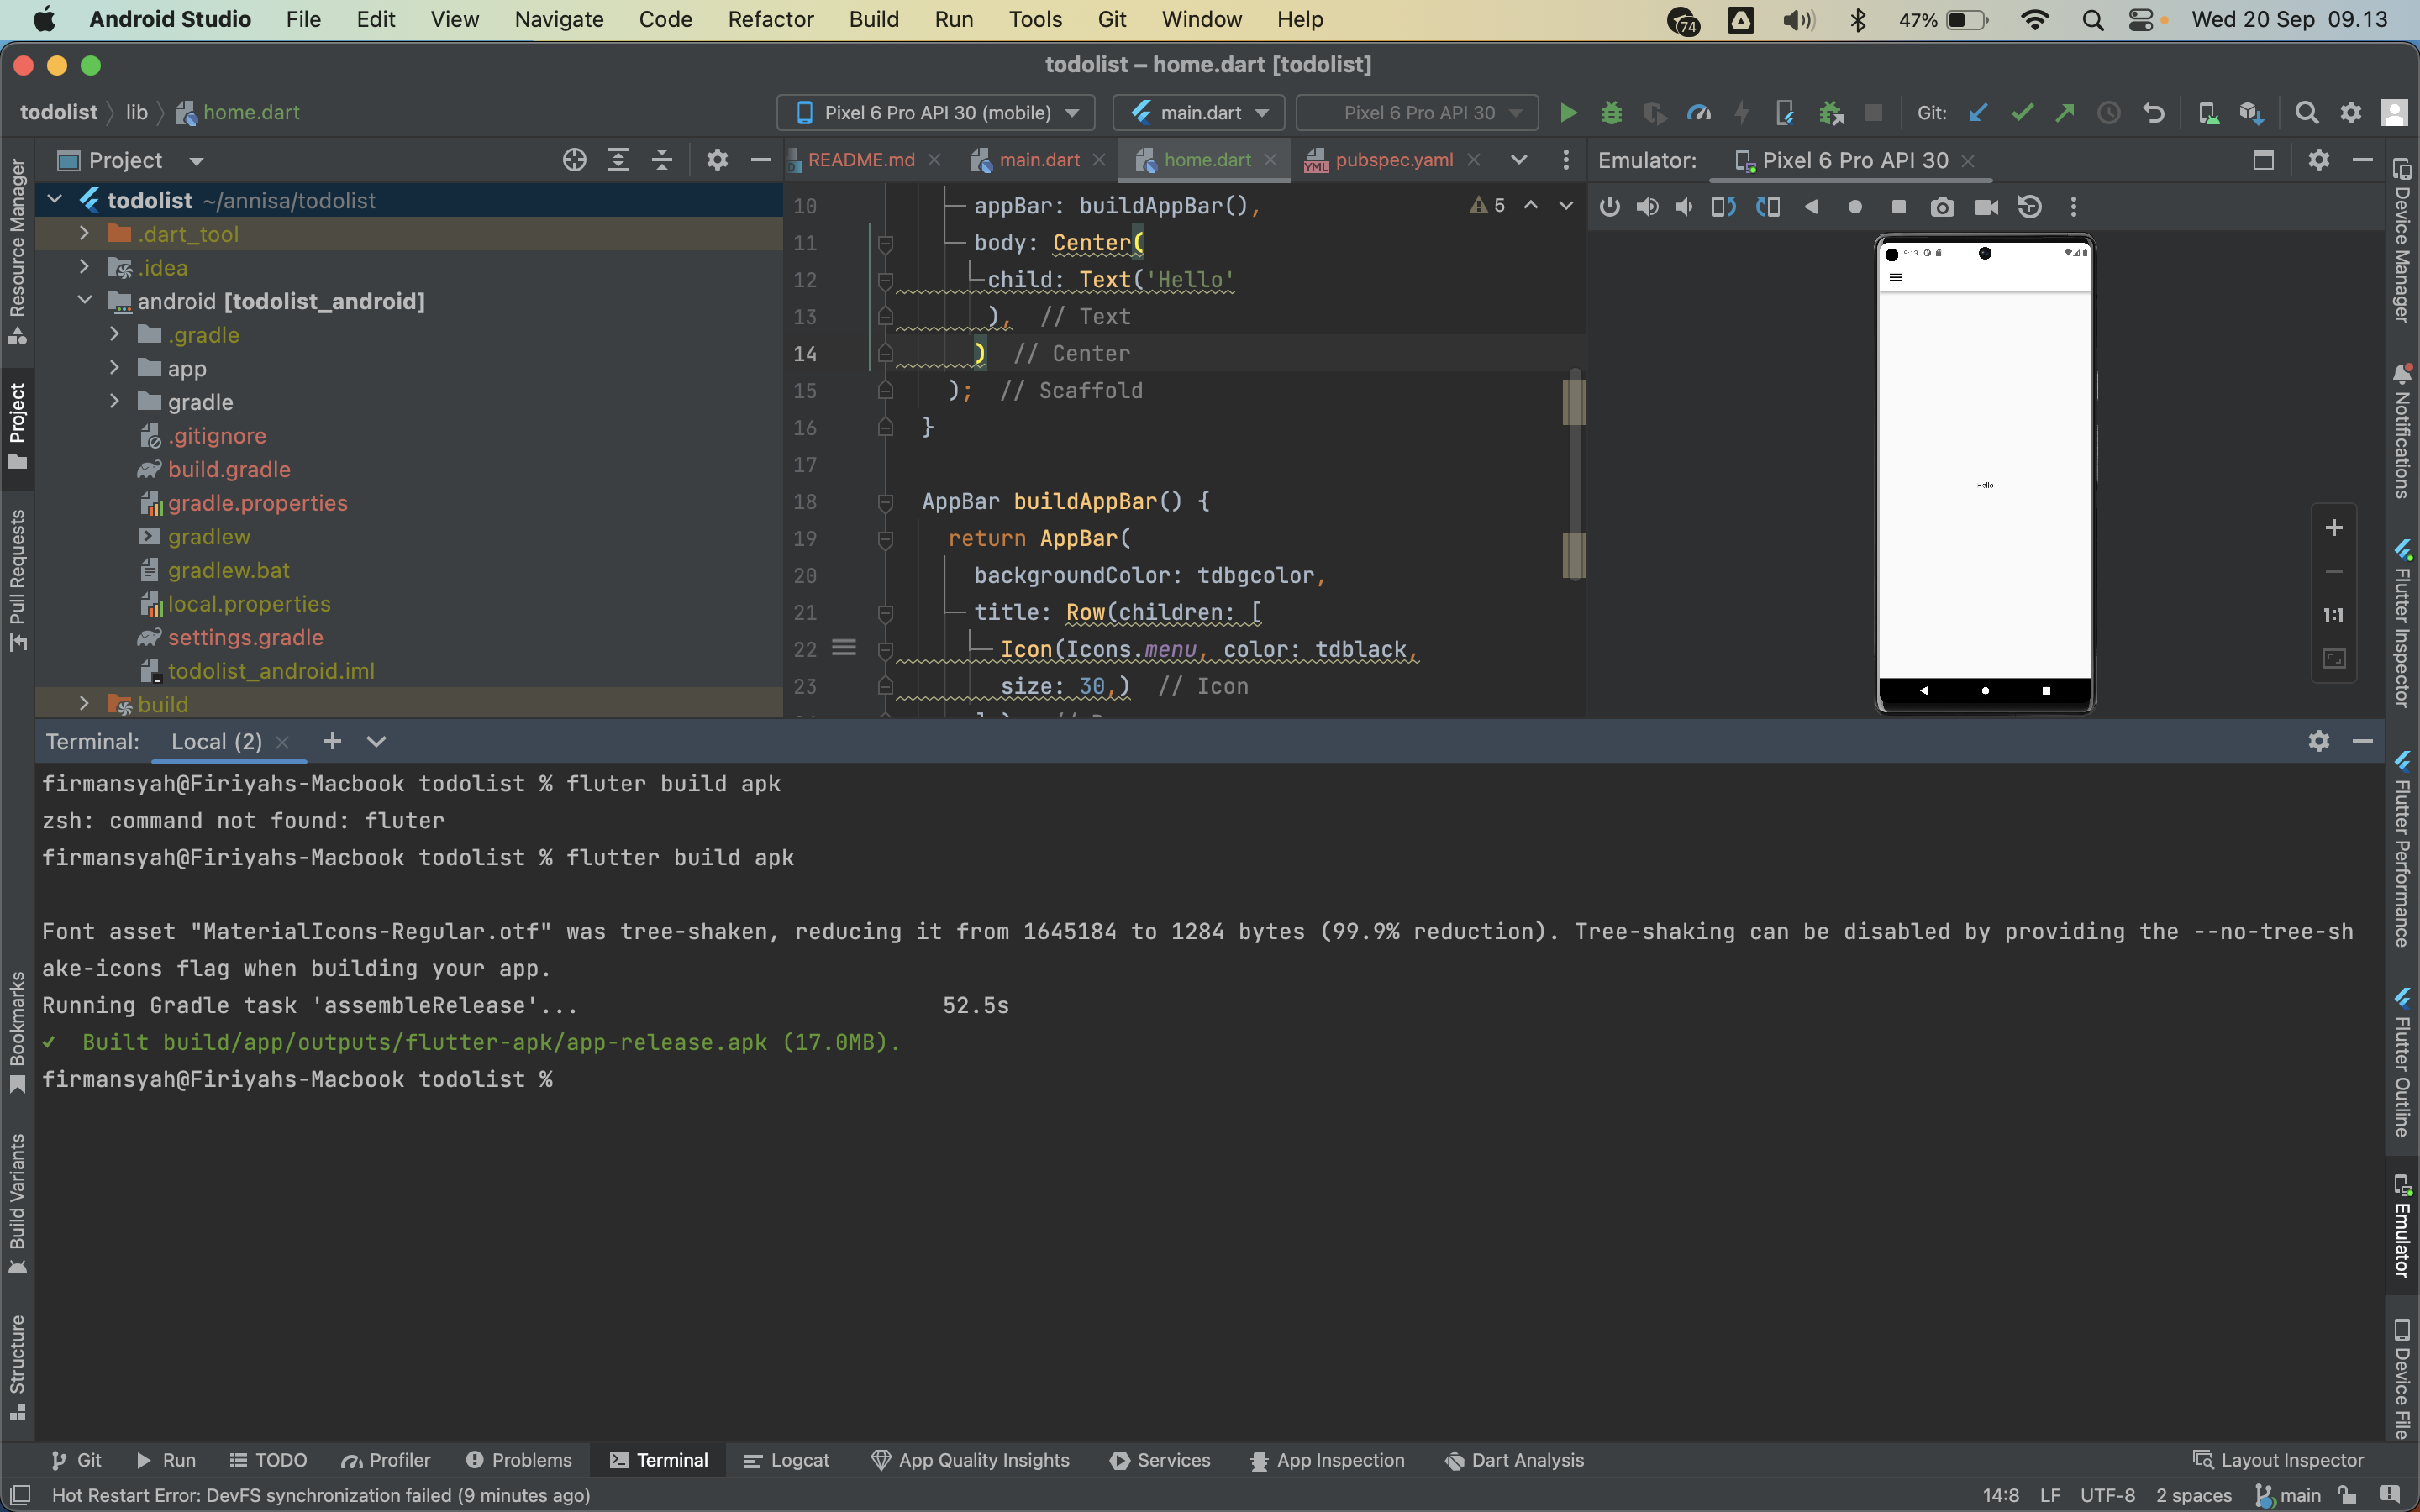 Android Studio File Edit View Navigate Code Refactor Build Run Tools Git Window Help 74 47% Wed 20 Sep 09.13
todolist – home.dart [todolist]
todolist lib home.dart Pixel 6 Pro API 30 (mobile) main.dart Pixel 6 Pro API 30 Git:
Project README.md main.dart home.dart pubspec.yaml Emulator: Pixel 6 Pro API 30
todolist ~/annisa/todolist
.dart_tool
.idea
android [todolist_android]
.gradle
app
gradle
.gitignore
build.gradle
gradle.properties
gradlew
gradlew.bat
local.properties
settings.gradle
todolist_android.iml
build
10 appBar: buildAppBar(), 5
11 body: Center(
12 child: Text('Hello'
13 ), // Text
14 ) // Center
15 ); // Scaffold
16 }
17
18 AppBar buildAppBar() {
19 return AppBar(
20 backgroundColor: tdbgcolor,
21 title: Row(children: [
22 Icon(Icons.menu, color: tdblack,
23 size: 30,) // Icon
9:13
Hello
1:1
Terminal: Local (2)
firmansyah@Firiyahs-Macbook todolist % fluter build apk
zsh: command not found: fluter
firmansyah@Firiyahs-Macbook todolist % flutter build apk
Font asset "MaterialIcons-Regular.otf" was tree-shaken, reducing it from 1645184 to 1284 bytes (99.9% reduction). Tree-shaking can be disabled by providing the --no-tree-sh
ake-icons flag when building your app.
Running Gradle task 'assembleRelease'... 52.5s
✓ Built build/app/outputs/flutter-apk/app-release.apk (17.0MB).
firmansyah@Firiyahs-Macbook todolist %
Resource Manager
Project
Pull Requests
Bookmarks
Build Variants
Structure
Device Manager
Notifications
Flutter Inspector
Flutter Performance
Flutter Outline
Emulator
Device File
Git Run TODO Profiler Problems Terminal Logcat App Quality Insights Services App Inspection Dart Analysis Layout Inspector
Hot Restart Error: DevFS synchronization failed (9 minutes ago) 14:8 LF UTF-8 2 spaces main